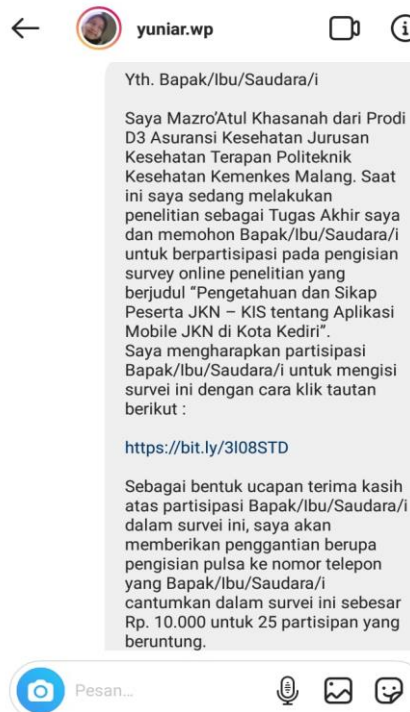 yuniar.wp
Yth. Bapak/Ibu/Saudara/i
Saya Mazro'Atul Khasanah dari Prodi
D3 Asuransi Kesehatan Jurusan
Kesehatan Terapan Politeknik
Kesehatan Kemenkes Malang. Saat
ini saya sedang melakukan
penelitian sebagai Tugas Akhir saya
dan memohon Bapak/Ibu/Saudara/i
untuk berpartisipasi pada pengisian
survey online penelitian yang
berjudul "Pengetahuan dan Sikap
Peserta JKN – KIS tentang Aplikasi
Mobile JKN di Kota Kediri".
Saya mengharapkan partisipasi
Bapak/Ibu/Saudara/i untuk mengisi
survei ini dengan cara klik tautan
berikut :
https://bit.ly/3l08STD
Sebagai bentuk ucapan terima kasih
atas partisipasi Bapak/Ibu/Saudara/i
dalam survei ini, saya akan
memberikan penggantian berupa
pengisian pulsa ke nomor telepon
yang Bapak/Ibu/Saudara/i
cantumkan dalam survei ini sebesar
Rp. 10.000 untuk 25 partisipan yang
beruntung.
Pesan...